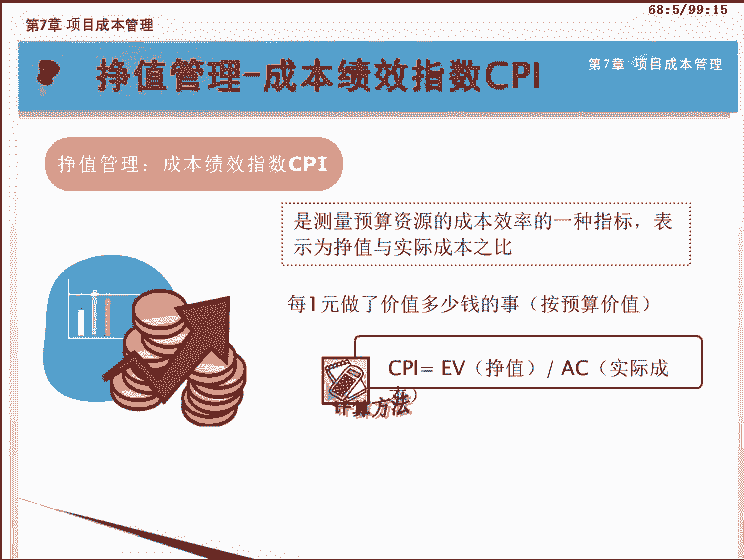 68:5/99:15
第7章 项目成本管理
挣值管理-成本绩效指数CPI
第7章 项目成本管理
挣值管理：成本绩效指数CPI
是测量预算资源的成本效率的一种指标，表
示为挣值与实际成本之比
每1元做了价值多少钱的事（按预算价值）
CPI= EV（挣值）/ AC（实际成
本）
计算方法